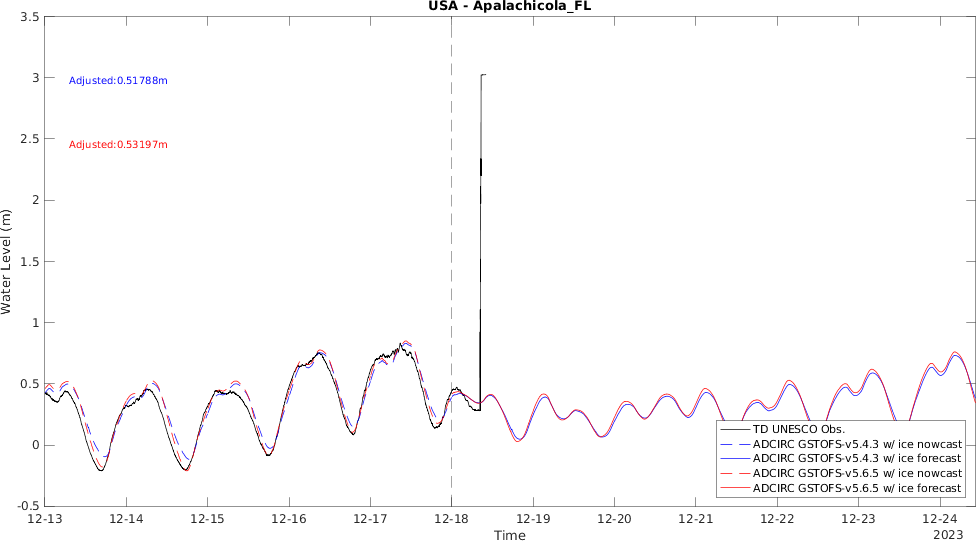 USA - Apalachicola_FL
3.5
3
2.5
2
1.5
1
0.5
0
-0.5
Water Level (m)
Adjusted:0.51788m
Adjusted:0.53197m
TD UNESCO Obs.
ADCIRC GSTOFS-v5.4.3 w/ ice nowcast
ADCIRC GSTOFS-v5.4.3 w/ ice forecast
ADCIRC GSTOFS-v5.6.5 w/ ice nowcast
ADCIRC GSTOFS-v5.6.5 w/ ice forecast
12-13 12-14 12-15 12-16 12-17 12-18 12-19 12-20 12-21 12-22 12-23 12-24
Time
2023